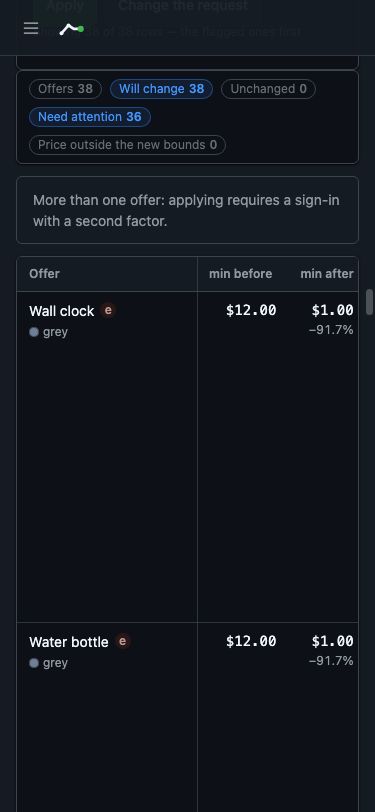 Apply Change the request
38 of 38 rows — the flagged ones first
Offers 38 Will change 38 Unchanged 0
Need attention 36
Price outside the new bounds 0
More than one offer: applying requires a sign-in
with a second factor.
Offer min before min after
Wall clock e $12.00 $1.00
grey −91.7%
Water bottle e $12.00 $1.00
grey −91.7%